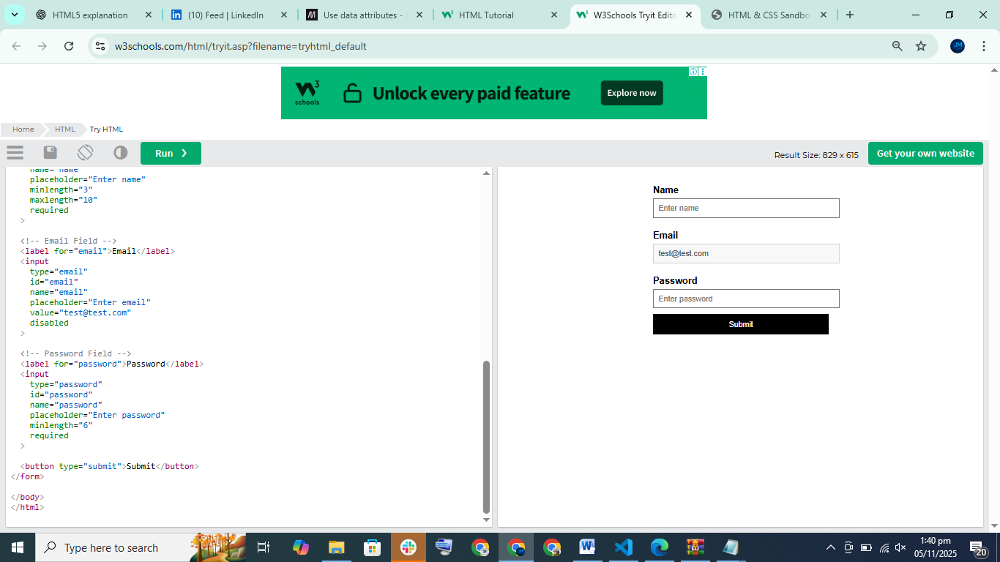 HTML5 explanation
(10) Feed | LinkedIn
Use data attributes -
HTML Tutorial
W3Schools Tryit Edito
HTML & CSS Sandbo
w3schools.com/html/tryit.asp?filename=tryhtml_default
JM
W3
schools
Unlock every paid feature
Explore now
Home
HTML
Try HTML
Run ❯
Result Size: 829 x 615
Get your own website
name="name"
placeholder="Enter name"
minlength="3"
maxlength="10"
required
>
<!-- Email Field -->
<label for="email">Email</label>
<input
type="email"
id="email"
name="email"
placeholder="Enter email"
value="test@test.com"
disabled
>
<!-- Password Field -->
<label for="password">Password</label>
<input
type="password"
id="password"
name="password"
placeholder="Enter password"
minlength="6"
required
>
<button type="submit">Submit</button>
</form>
</body>
</html>
Name
Enter name
Email
test@test.com
Password
Enter password
Submit
Type here to search
1:40 pm
05/11/2025
20